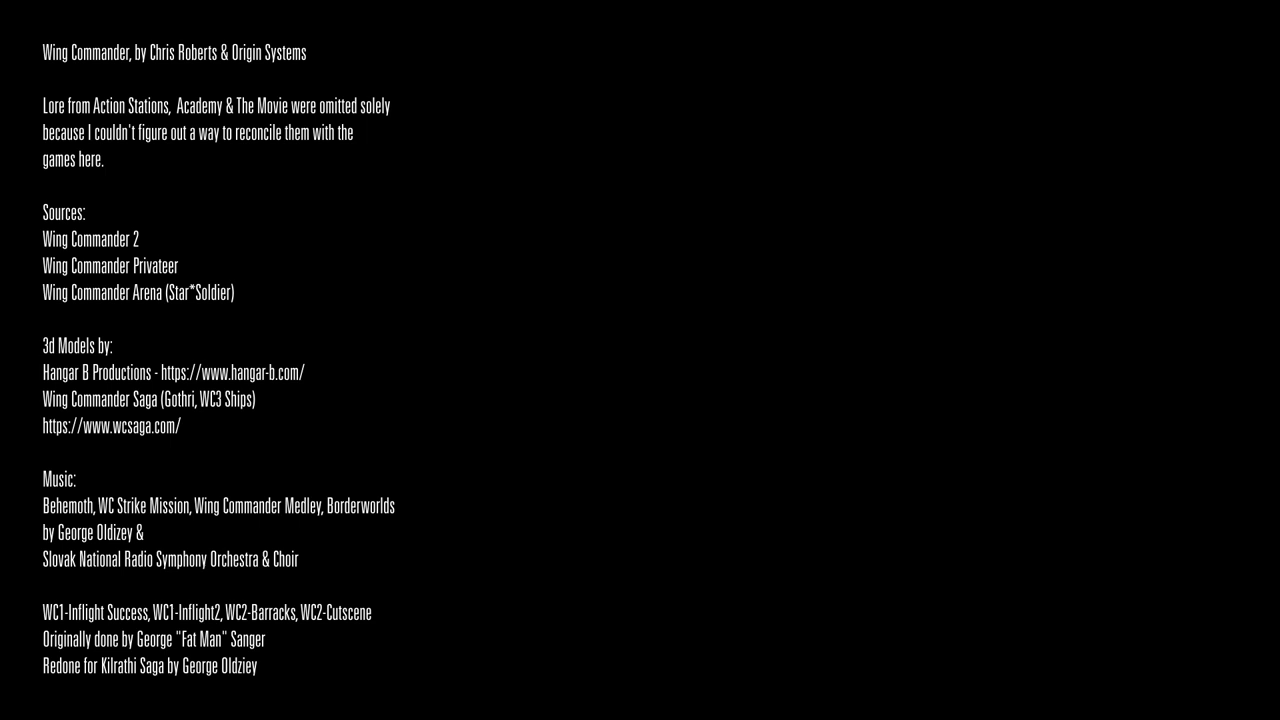 Wing Commander, by Chris Roberts & Origin Systems
Lore from Action Stations, Academy & The Movie were omitted solely
because I couldn't figure out a way to reconcile them with the
games here.
Sources:
Wing Commander 2
Wing Commander Privateer
Wing Commander Arena (Star*Soldier)
3d Models by:
Hangar B Productions - https://www.hangar-b.com/
Wing Commander Saga (Gothri, WC3 Ships)
https://www.wcsaga.com/
Music:
Behemoth, WC Strike Mission, Wing Commander Medley, Borderworlds
by George Oldizey &
Slovak National Radio Symphony Orchestra & Choir
WC1-Inflight Success, WC1-Inflight2, WC2-Barracks, WC2-Cutscene
Originally done by George "Fat Man" Sanger
Redone for Kilrathi Saga by George Oldziey